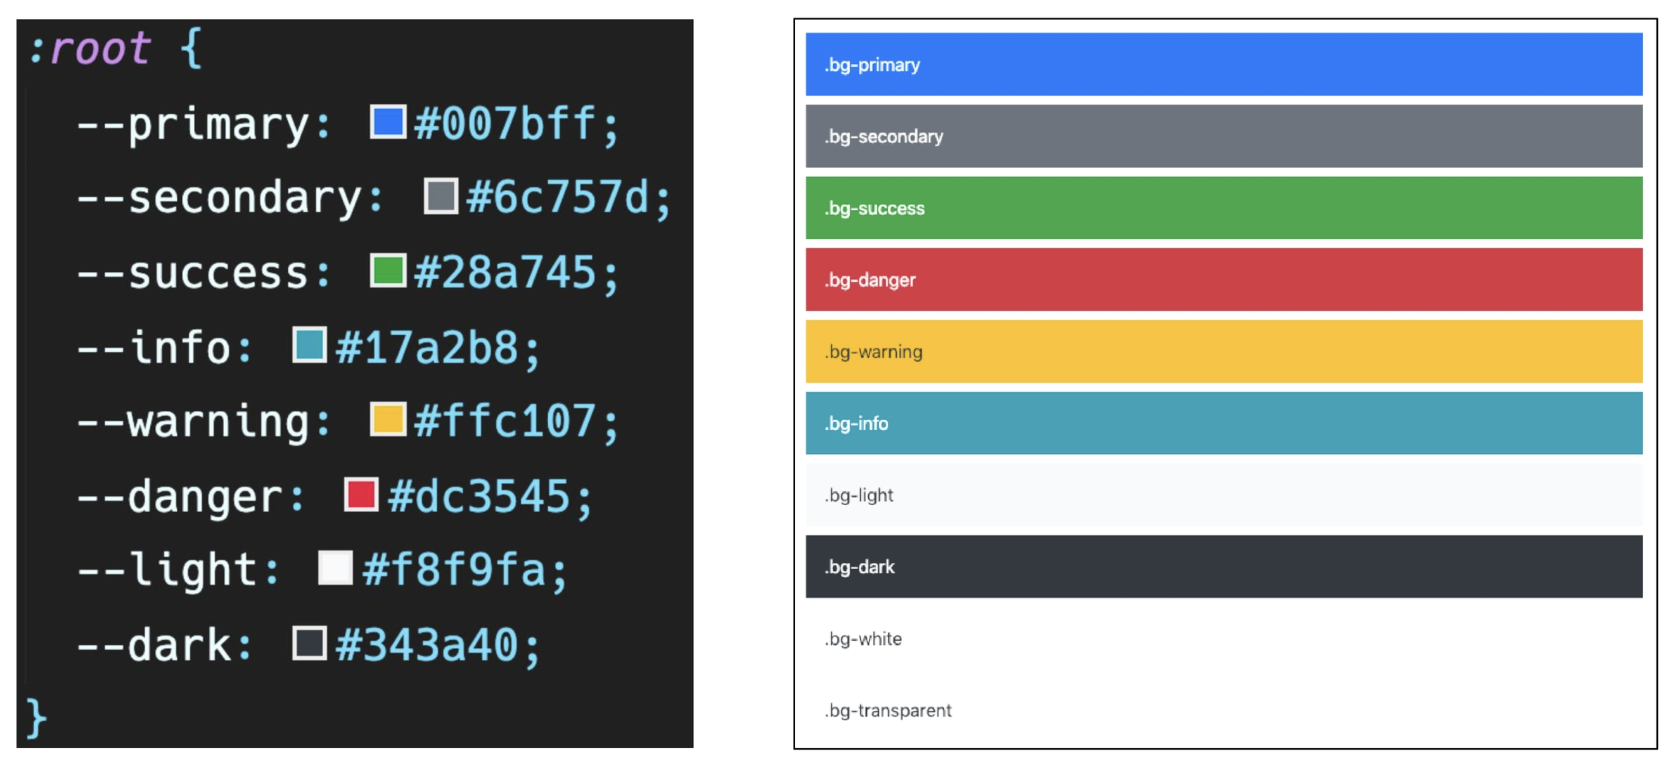 :root {
--primary: #007bff;
--secondary: #6c757d;
--success: #28a745;
--info: #17a2b8;
--warning: #ffc107;
--danger: #dc3545;
--light: #f8f9fa;
--dark: #343a40;
}
.bg-primary
.bg-secondary
.bg-success
.bg-danger
.bg-warning
.bg-info
.bg-light
.bg-dark
.bg-white
.bg-transparent